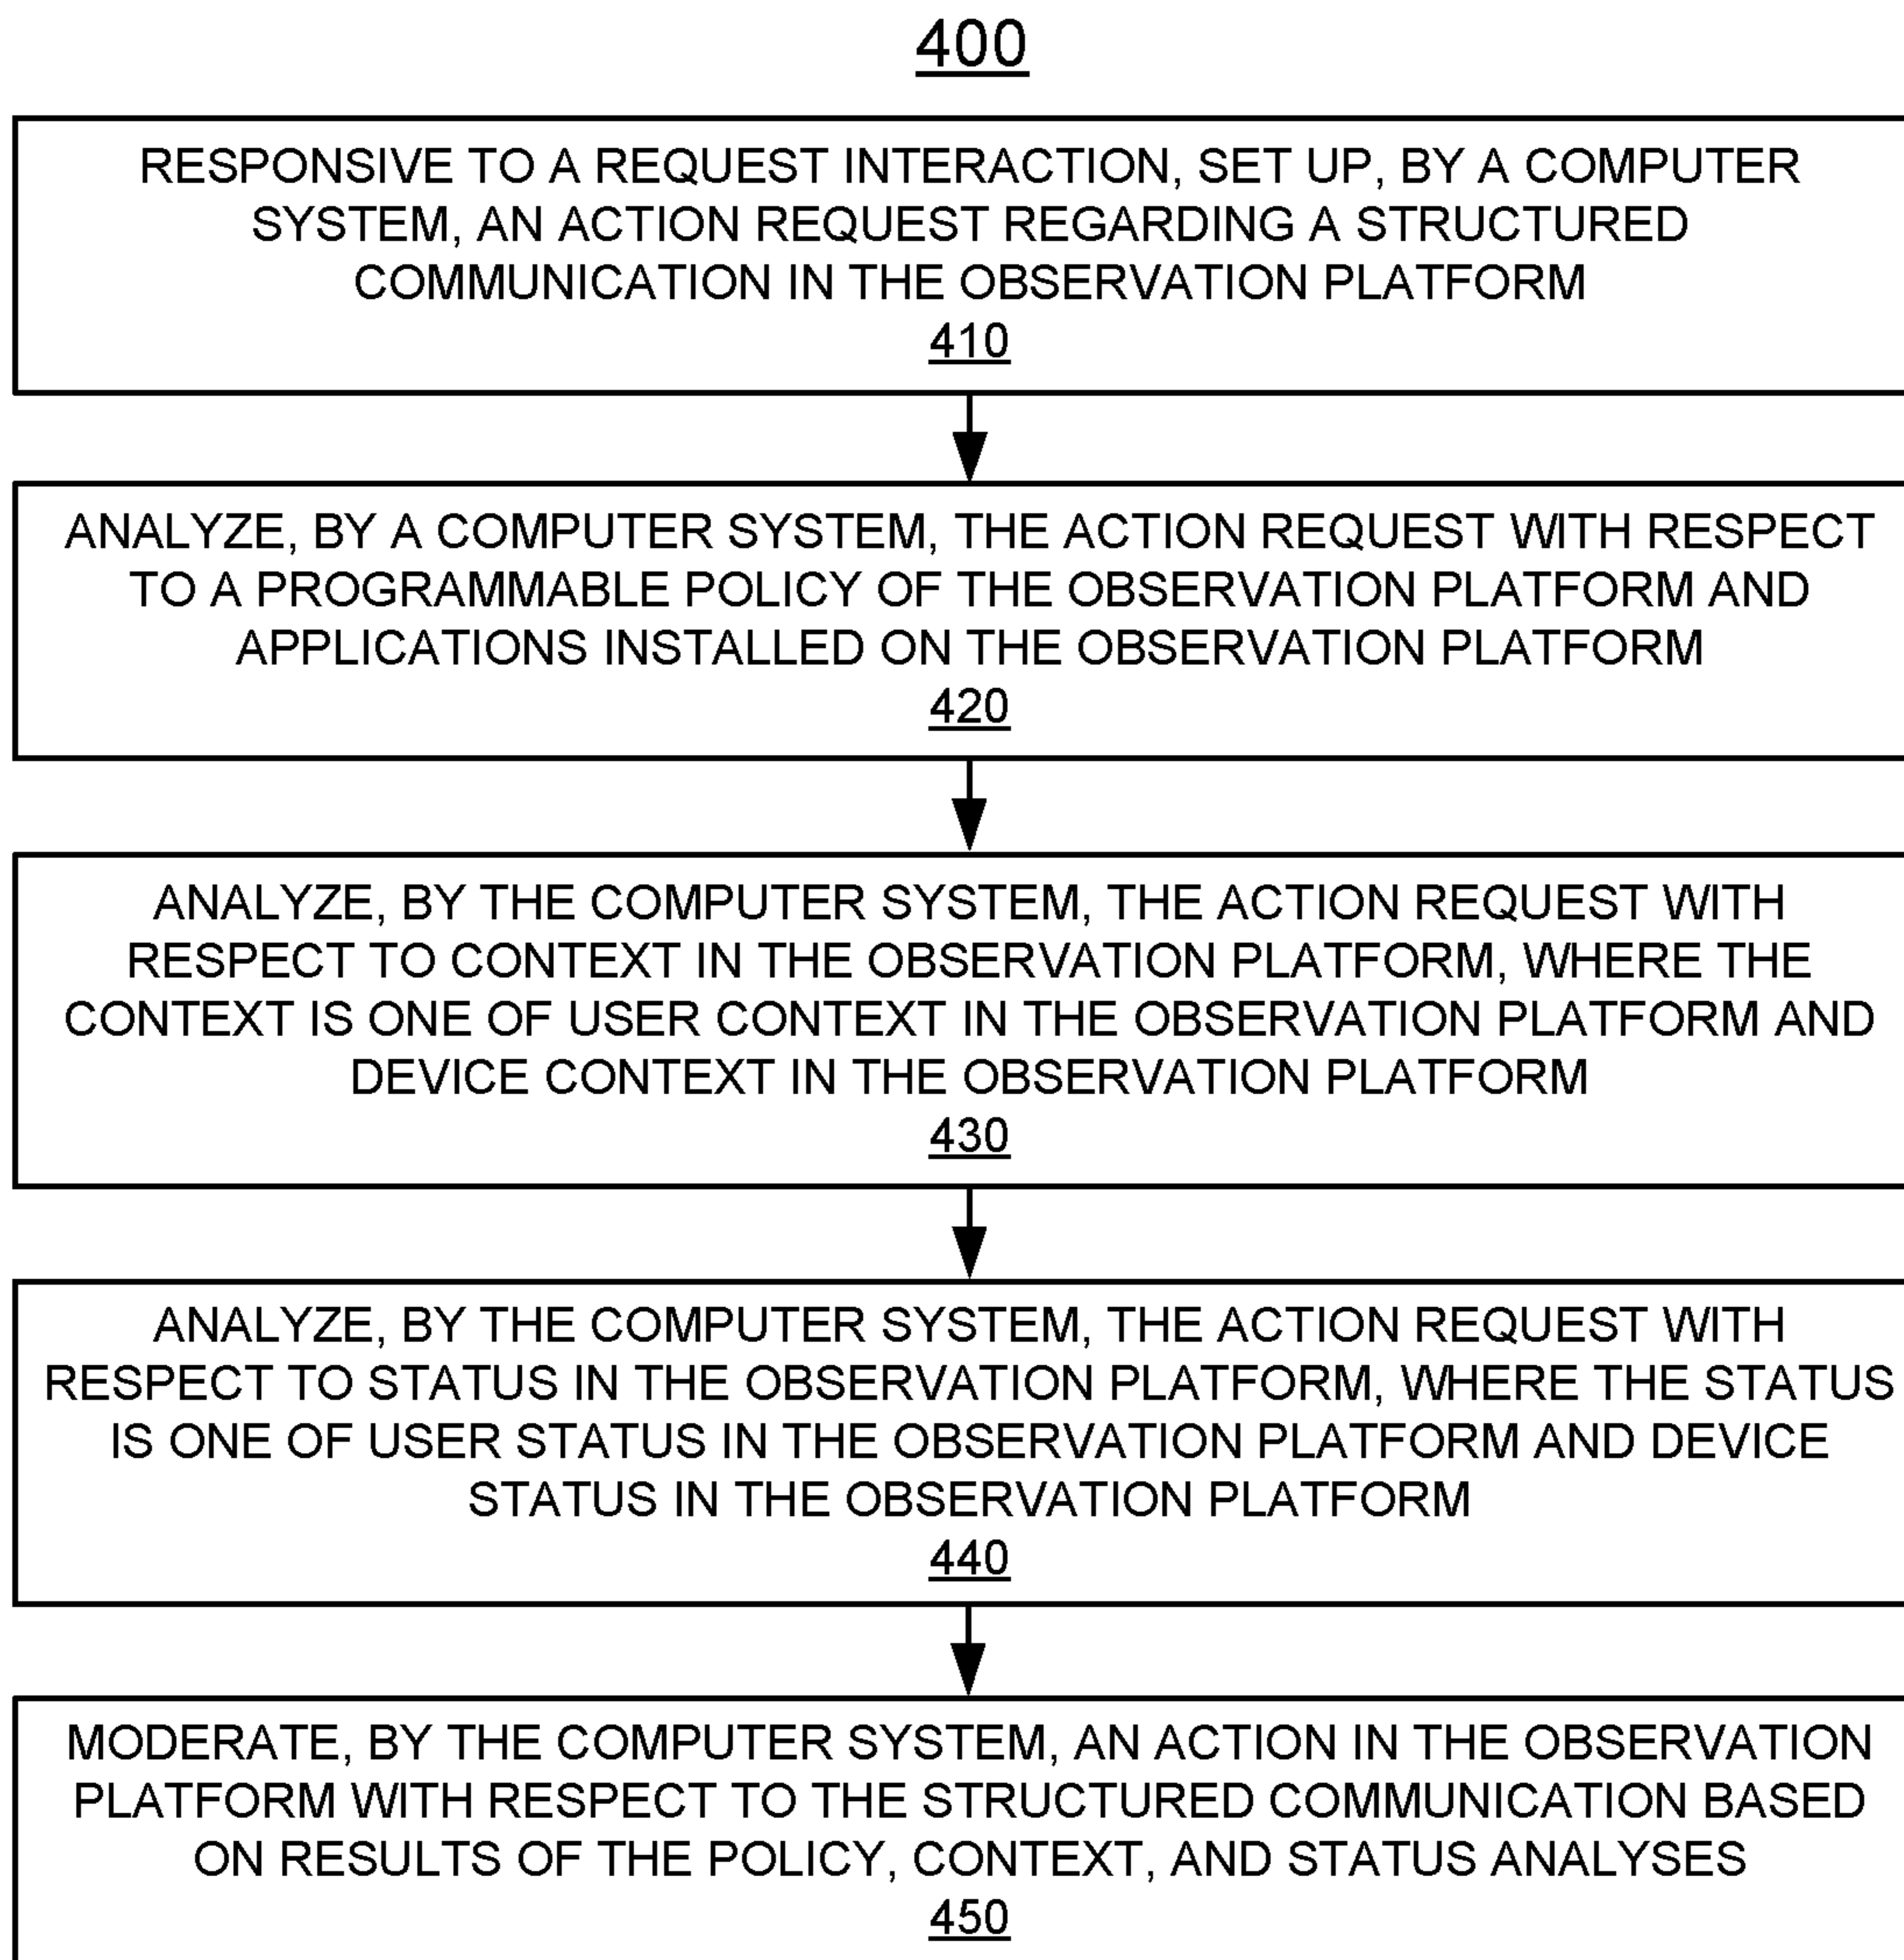 400
RESPONSIVE TO A REQUEST INTERACTION, SET UP, BY A COMPUTER
SYSTEM, AN ACTION REQUEST REGARDING A STRUCTURED
COMMUNICATION IN THE OBSERVATION PLATFORM
410
ANALYZE, BY A COMPUTER SYSTEM, THE ACTION REQUEST WITH RESPECT
TO A PROGRAMMABLE POLICY OF THE OBSERVATION PLATFORM AND
APPLICATIONS INSTALLED ON THE OBSERVATION PLATFORM
420
ANALYZE, BY THE COMPUTER SYSTEM, THE ACTION REQUEST WITH
RESPECT TO CONTEXT IN THE OBSERVATION PLATFORM, WHERE THE
CONTEXT IS ONE OF USER CONTEXT IN THE OBSERVATION PLATFORM AND
DEVICE CONTEXT IN THE OBSERVATION PLATFORM
430
ANALYZE, BY THE COMPUTER SYSTEM, THE ACTION REQUEST WITH
RESPECT TO STATUS IN THE OBSERVATION PLATFORM, WHERE THE STATUS
IS ONE OF USER STATUS IN THE OBSERVATION PLATFORM AND DEVICE
STATUS IN THE OBSERVATION PLATFORM
440
MODERATE, BY THE COMPUTER SYSTEM, AN ACTION IN THE OBSERVATION
PLATFORM WITH RESPECT TO THE STRUCTURED COMMUNICATION BASED
ON RESULTS OF THE POLICY, CONTEXT, AND STATUS ANALYSES
450